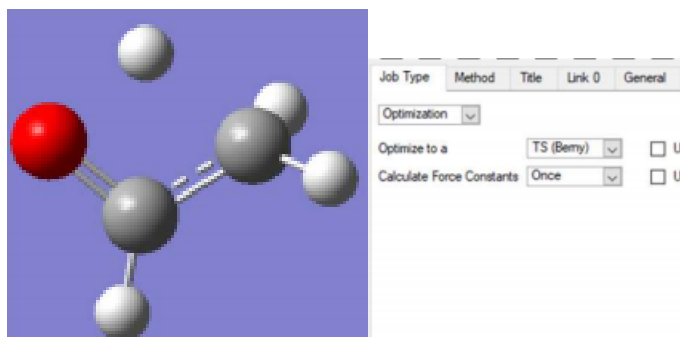 Job Type Method Title Link 0 General
Optimization
Optimize to a TS (Berny) U
Calculate Force Constants Once U